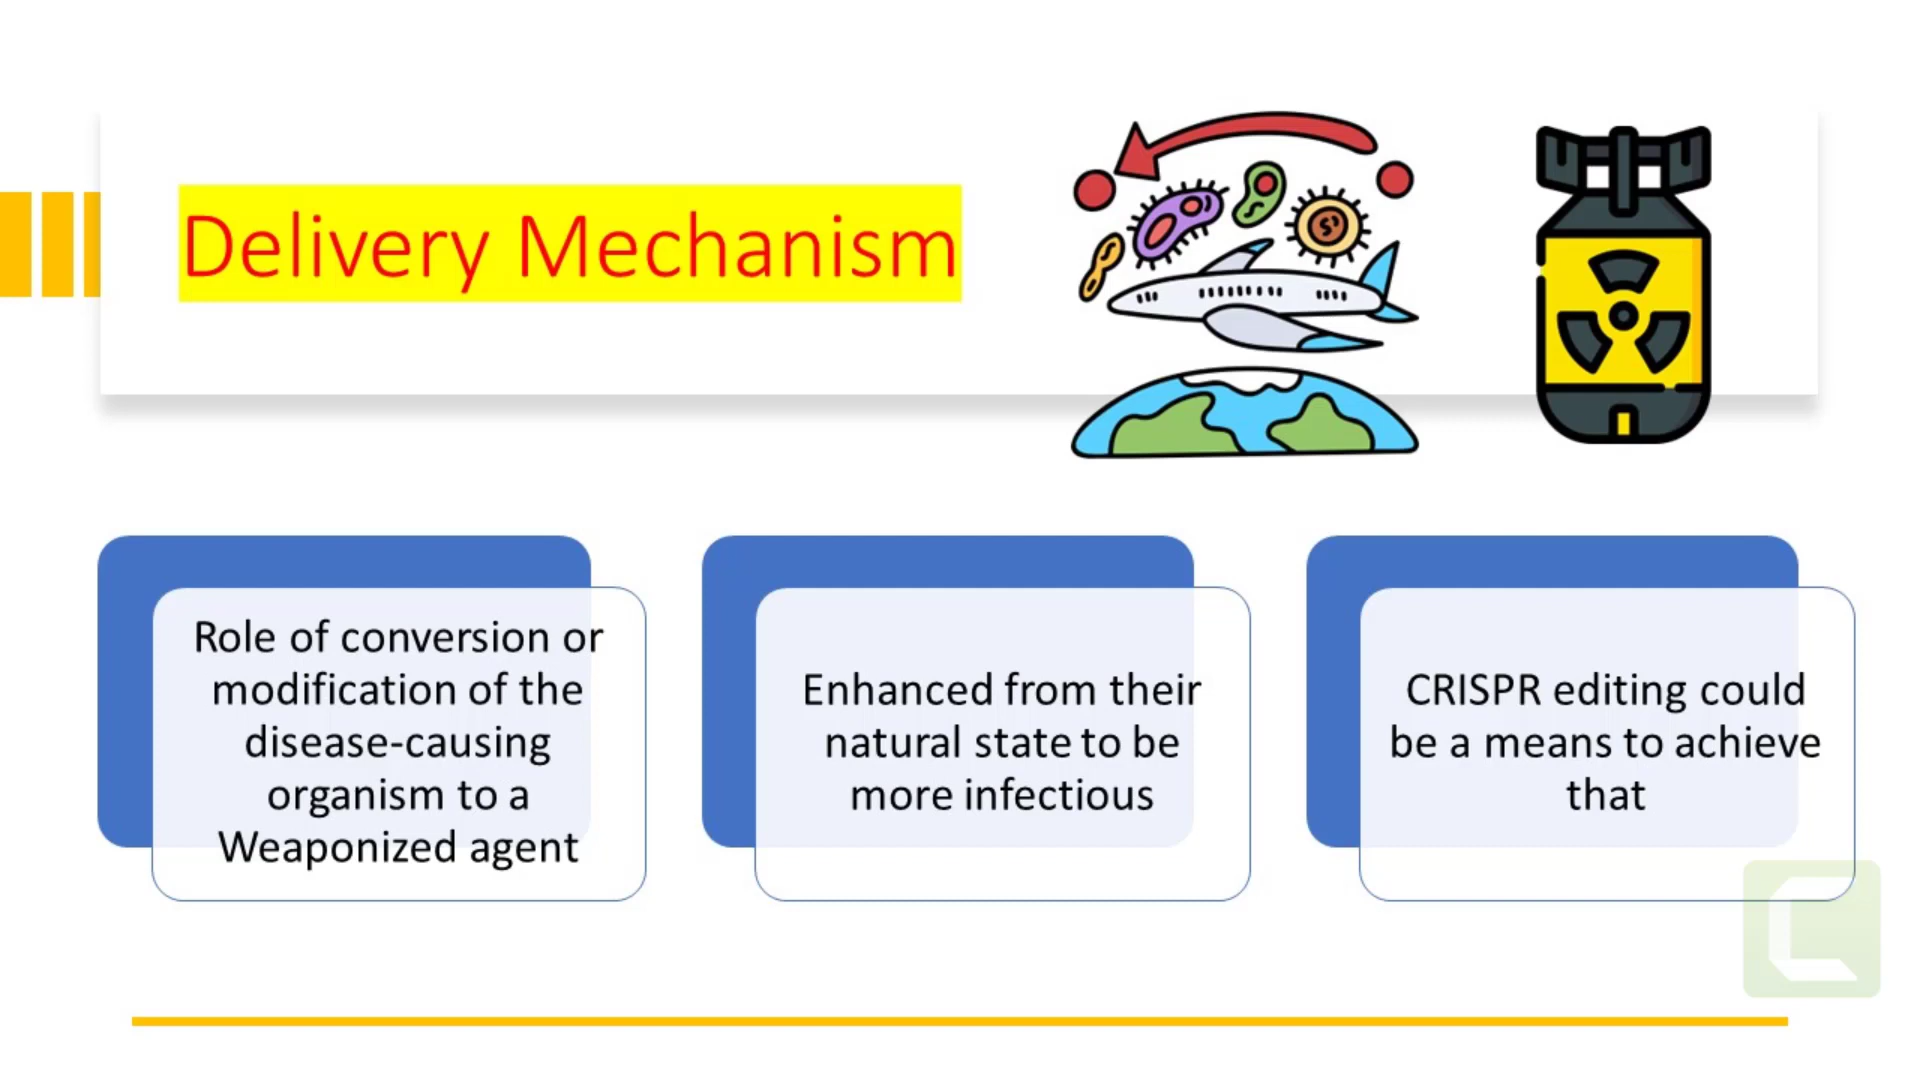 Delivery Mechanism
Role of conversion or
modification of the
disease-causing
organism to a
Weaponized agent
Enhanced from their
natural state to be
more infectious
CRISPR editing could
be a means to achieve
that